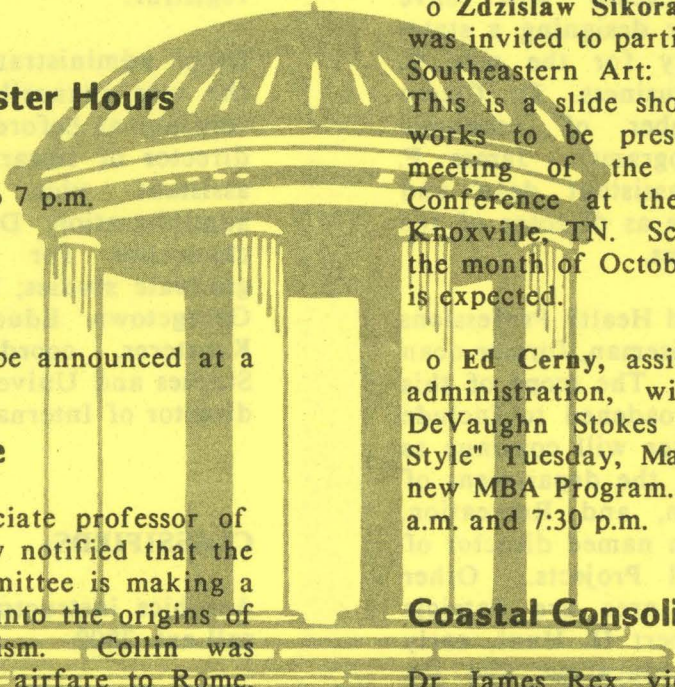 ster Hours
7 p.m.
be announced at a
ciate professor of
notified that the
mittee is making a
into the origins of
ism. Collin was
airfare to Rome.
o Zdzislaw Sikora
was invited to parti
Southeastern Art:
This is a slide sho
works to be pres
meeting of the
Conference at the
Knoxville, TN. Sc
the month of Octob
is expected.
o Ed Cerny, assi
administration, wi
DeVaughn Stokes
Style" Tuesday, Ma
new MBA Program.
a.m. and 7:30 p.m.
Coastal Consoli
Dr. James Rex, vi